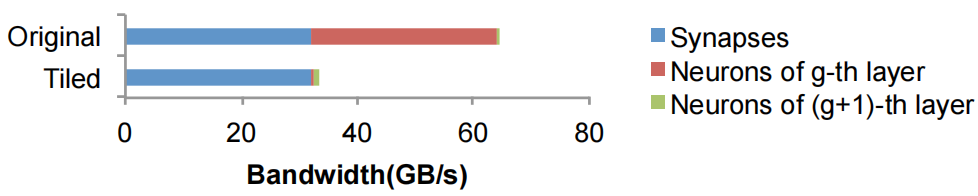 Original
Tiled
0 20 40 60 80
Bandwidth(GB/s)
Synapses
Neurons of g-th layer
Neurons of (g+1)-th layer